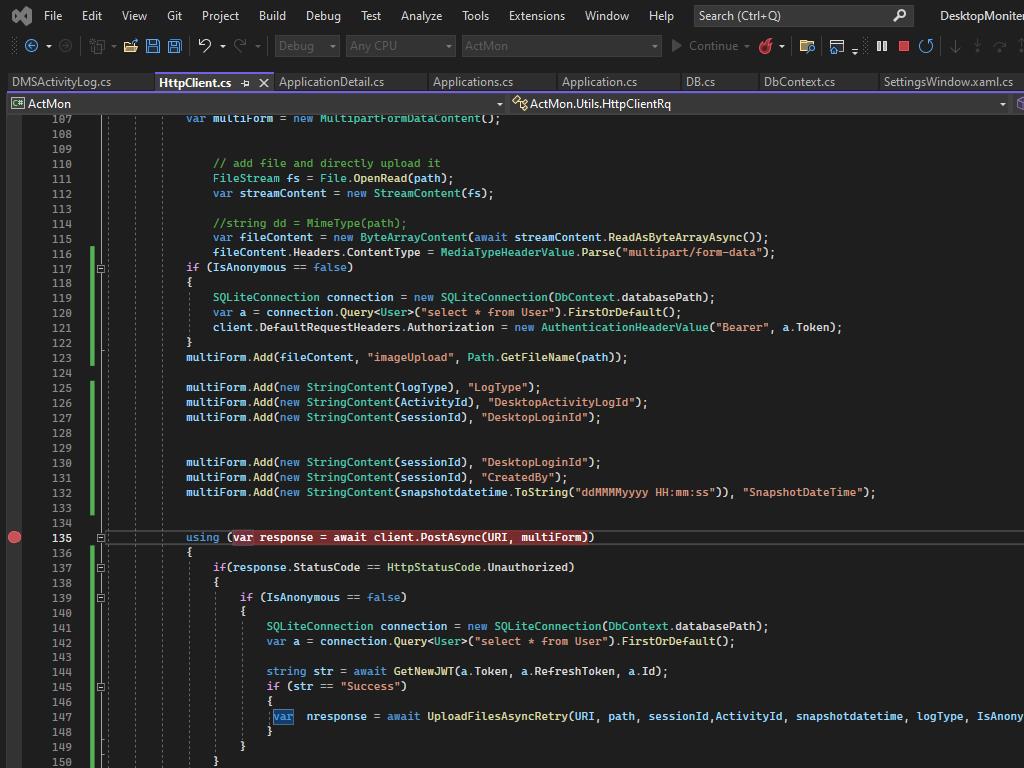 File Edit View Git Project Build Debug Test Analyze Tools Extensions Window Help Search (Ctrl+Q) DesktopMoniter
Debug Any CPU ActMon Continue
DMSActivityLog.cs HttpClient.cs ApplicationDetail.cs Applications.cs Application.cs DB.cs DbContext.cs SettingsWindow.xaml.cs
C# ActMon ActMon.Utils.HttpClientRq
107 var multiForm = new MultipartFormDataContent();
108
109
110 // add file and directly upload it
111 FileStream fs = File.OpenRead(path);
112 var streamContent = new StreamContent(fs);
113
114 //string dd = MimeType(path);
115 var fileContent = new ByteArrayContent(await streamContent.ReadAsByteArrayAsync());
116 fileContent.Headers.ContentType = MediaTypeHeaderValue.Parse("multipart/form-data");
117 if (IsAnonymous == false)
118 {
119 SQLiteConnection connection = new SQLiteConnection(DbContext.databasePath);
120 var a = connection.Query<User>("select * from User").FirstOrDefault();
121 client.DefaultRequestHeaders.Authorization = new AuthenticationHeaderValue("Bearer", a.Token);
122 }
123 multiForm.Add(fileContent, "imageUpload", Path.GetFileName(path));
124
125 multiForm.Add(new StringContent(logType), "LogType");
126 multiForm.Add(new StringContent(ActivityId), "DesktopActivityLogId");
127 multiForm.Add(new StringContent(sessionId), "DesktopLoginId");
128
129
130 multiForm.Add(new StringContent(sessionId), "DesktopLoginId");
131 multiForm.Add(new StringContent(sessionId), "CreatedBy");
132 multiForm.Add(new StringContent(snapshotdatetime.ToString("ddMMMMyyyy HH:mm:ss")), "SnapshotDateTime");
133
134
135 using (var response = await client.PostAsync(URI, multiForm))
136 {
137 if(response.StatusCode == HttpStatusCode.Unauthorized)
138 {
139 if (IsAnonymous == false)
140 {
141 SQLiteConnection connection = new SQLiteConnection(DbContext.databasePath);
142 var a = connection.Query<User>("select * from User").FirstOrDefault();
143
144 string str = await GetNewJWT(a.Token, a.RefreshToken, a.Id);
145 if (str == "Success")
146 {
147 var nresponse = await UploadFilesAsyncRetry(URI, path, sessionId,ActivityId, snapshotdatetime, logType, IsAnony
148 }
149 }
150 }